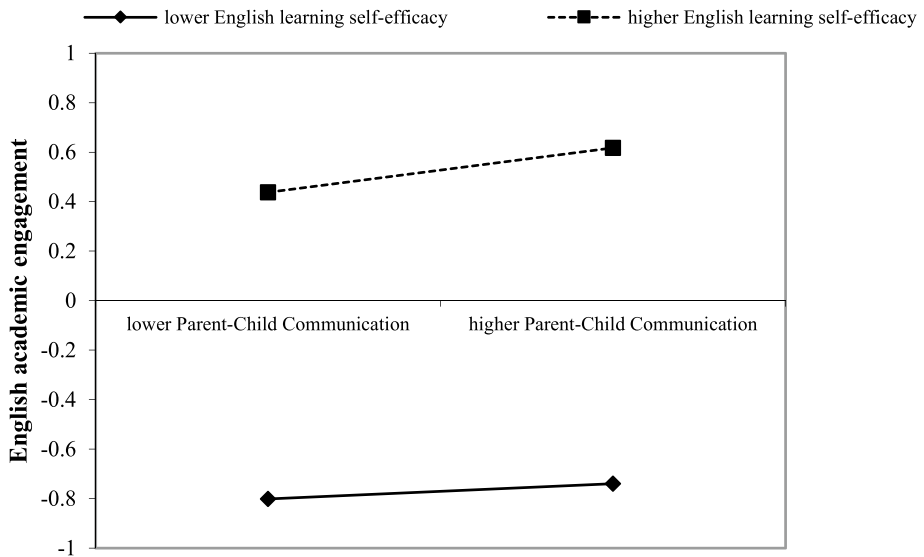 lower English learning self-efficacy
higher English learning self-efficacy
English academic engagement
1
0.8
0.6
0.4
0.2
0
-0.2
-0.4
-0.6
-0.8
-1
lower Parent-Child Communication
higher Parent-Child Communication